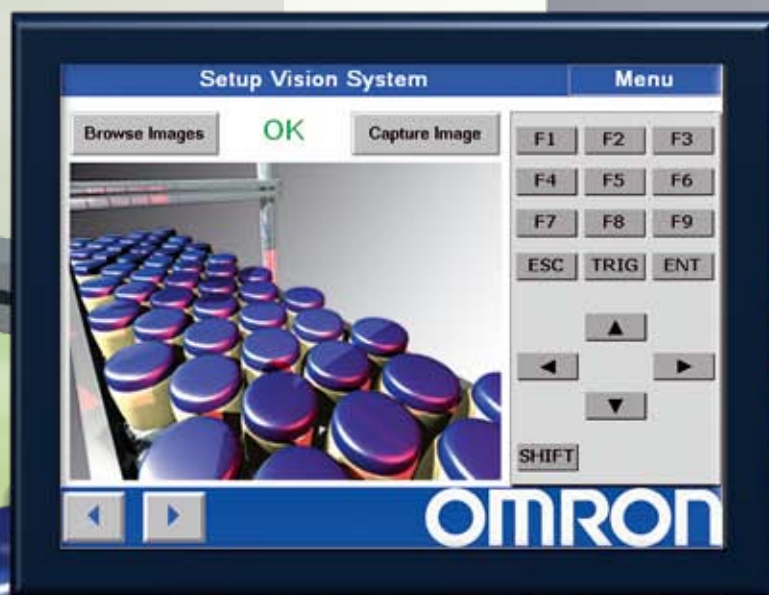 Setup Vision System Menu
Browse Images OK Capture Image
F1 F2 F3
F4 F5 F6
F7 F8 F9
ESC TRIG ENT
SHIFT
OMRON